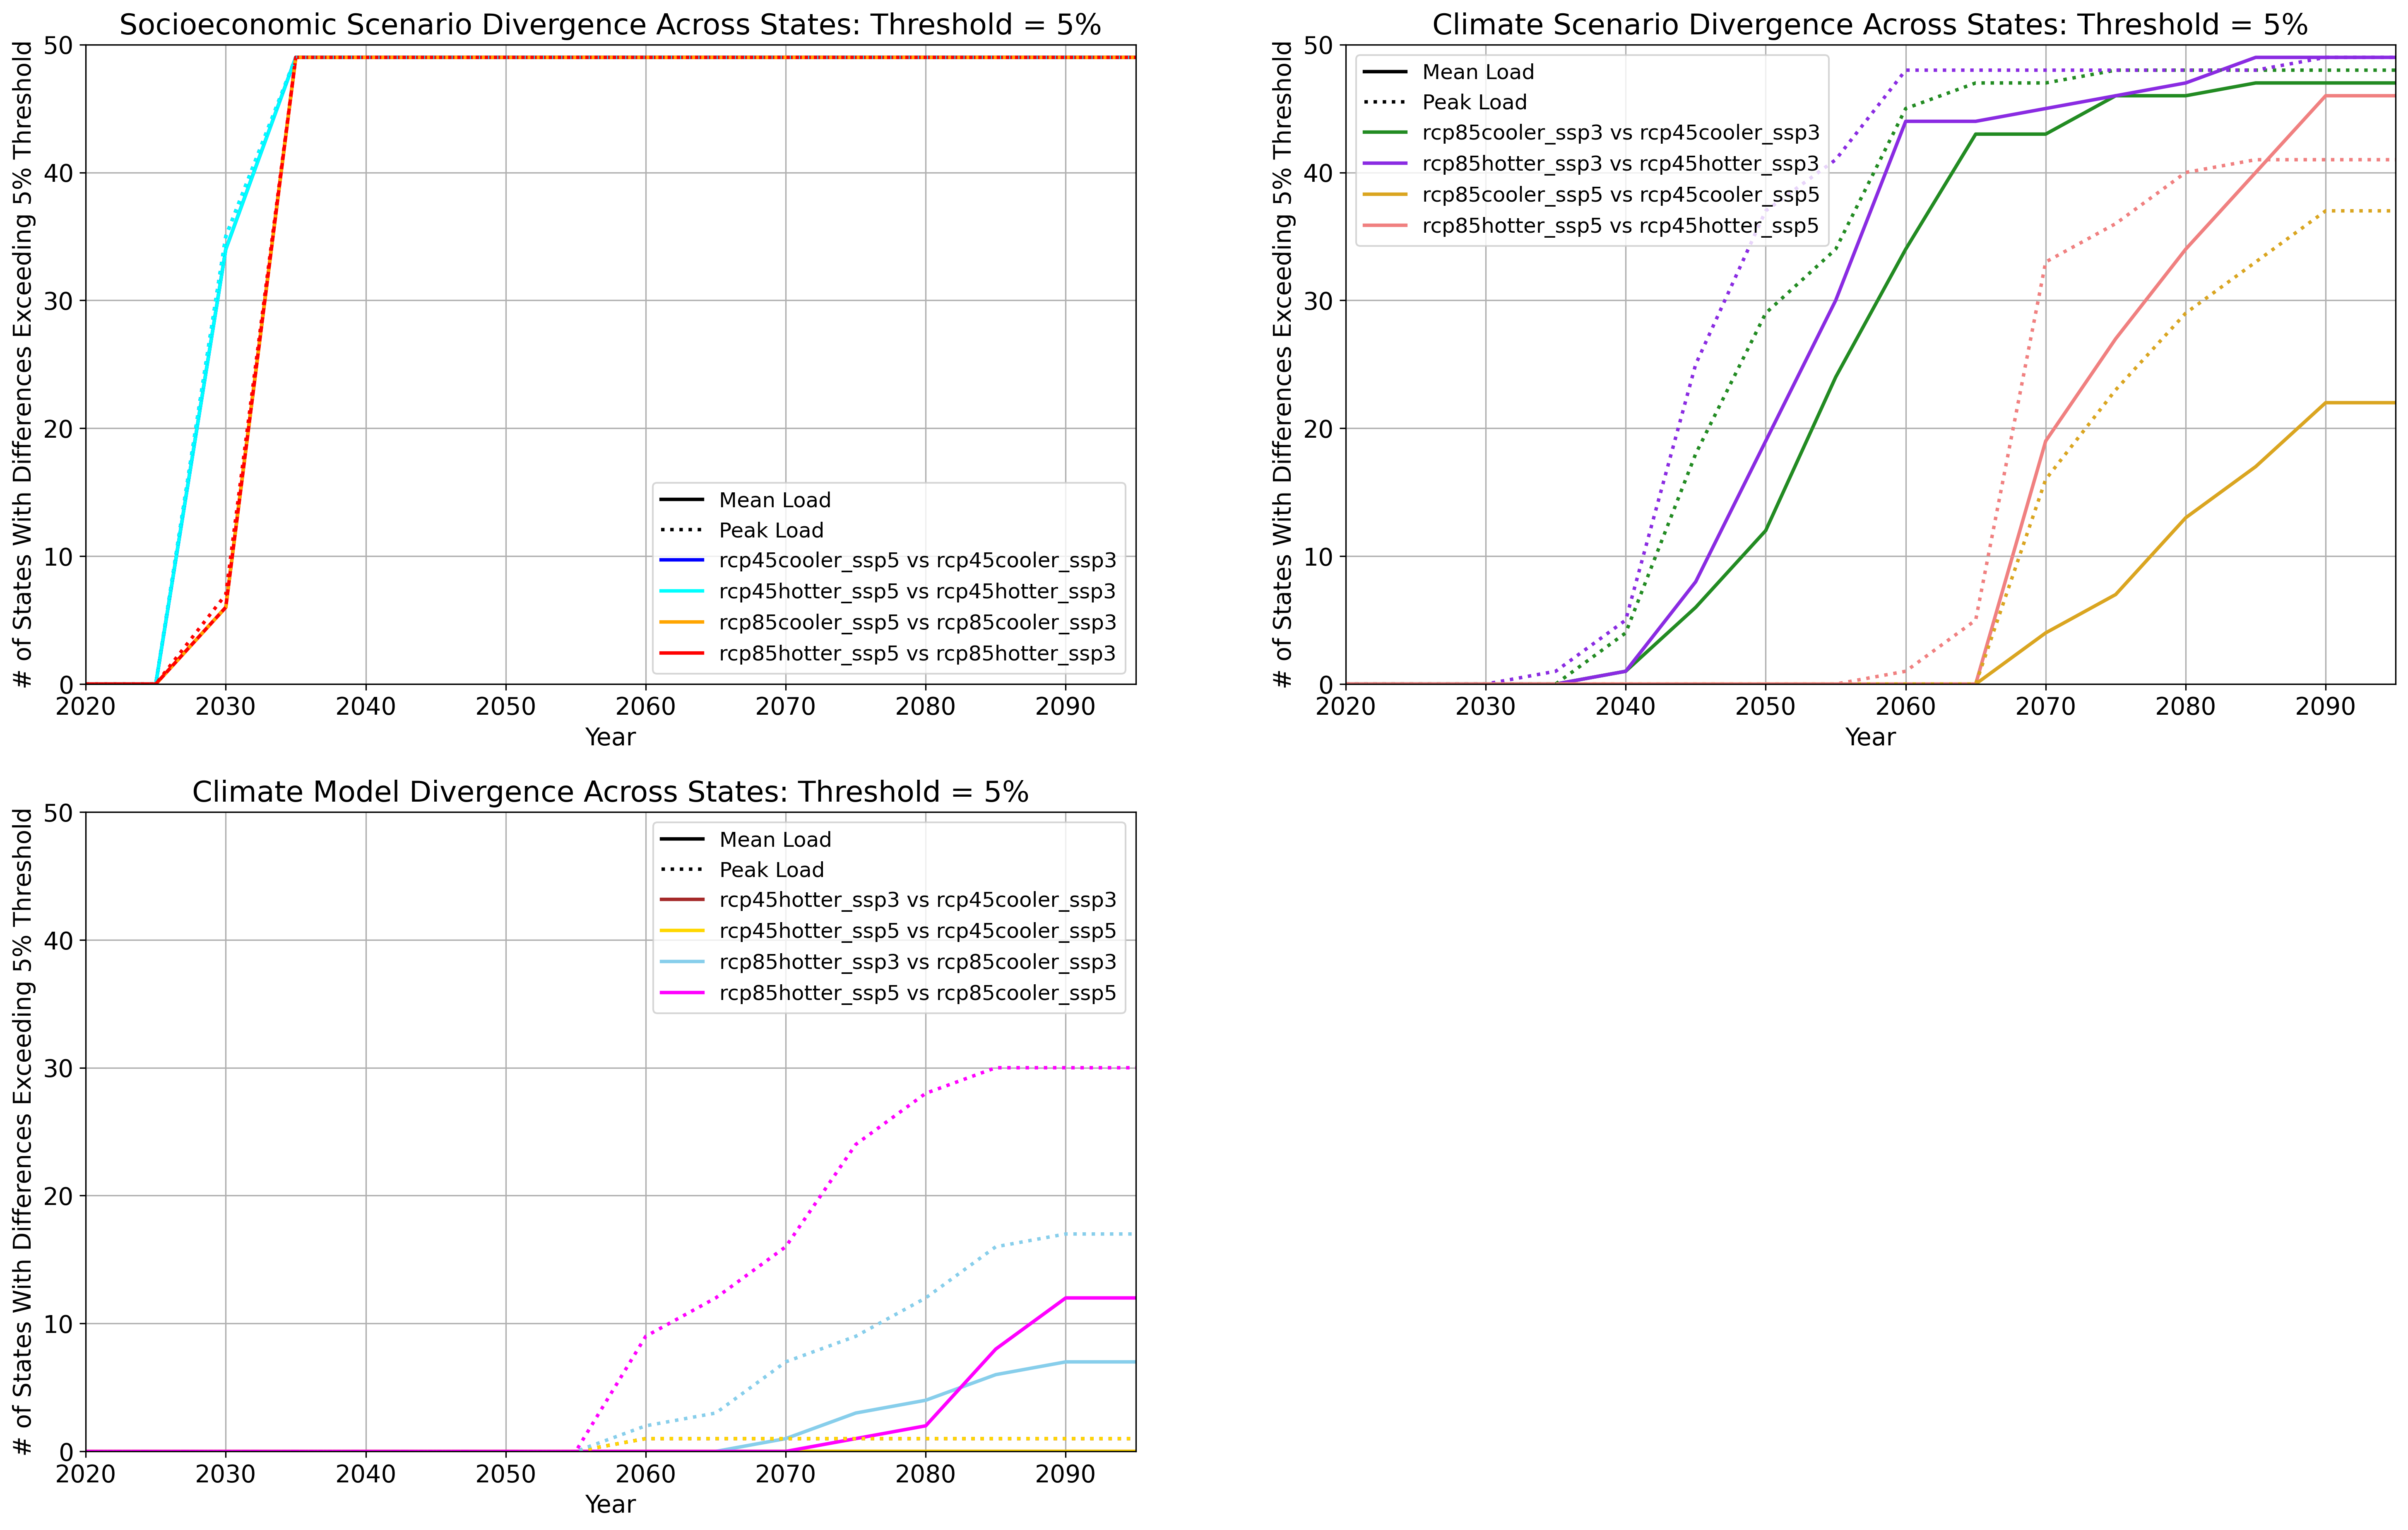 Socioeconomic Scenario Divergence Across States: Threshold = 5%
# of States With Differences Exceeding 5% Threshold
50
40
30
20
10
0
Mean Load
Peak Load
rcp45cooler_ssp5 vs rcp45cooler_ssp3
rcp45hotter_ssp5 vs rcp45hotter_ssp3
rcp85cooler_ssp5 vs rcp85cooler_ssp3
rcp85hotter_ssp5 vs rcp85hotter_ssp3
2020 2030 2040 2050 2060 2070 2080 2090
Year
Climate Scenario Divergence Across States: Threshold = 5%
# of States With Differences Exceeding 5% Threshold
50
40
30
20
10
0
Mean Load
Peak Load
rcp85cooler_ssp3 vs rcp45cooler_ssp3
rcp85hotter_ssp3 vs rcp45hotter_ssp3
rcp85cooler_ssp5 vs rcp45cooler_ssp5
rcp85hotter_ssp5 vs rcp45hotter_ssp5
2020 2030 2040 2050 2060 2070 2080 2090
Year
Climate Model Divergence Across States: Threshold = 5%
# of States With Differences Exceeding 5% Threshold
50
40
30
20
10
0
Mean Load
Peak Load
rcp45hotter_ssp3 vs rcp45cooler_ssp3
rcp45hotter_ssp5 vs rcp45cooler_ssp5
rcp85hotter_ssp3 vs rcp85cooler_ssp3
rcp85hotter_ssp5 vs rcp85cooler_ssp5
2020 2030 2040 2050 2060 2070 2080 2090
Year